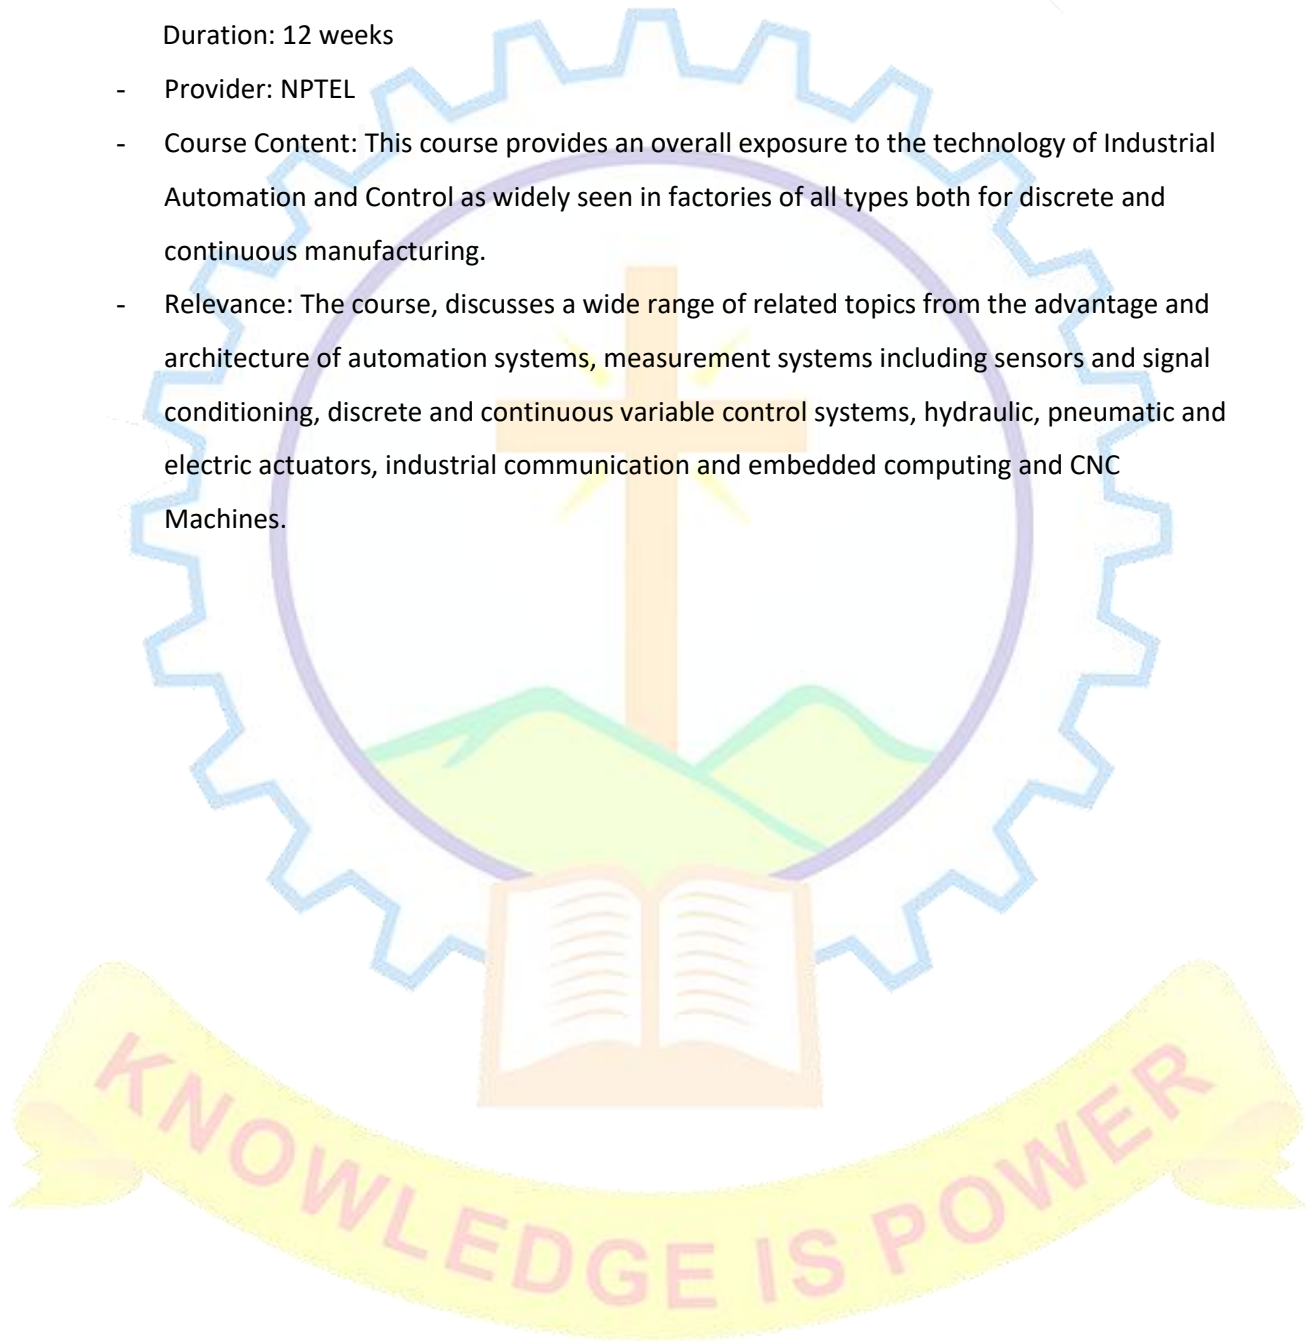 Duration: 12 weeks
- Provider: NPTEL
- Course Content: This course provides an overall exposure to the technology of Industrial
Automation and Control as widely seen in factories of all types both for discrete and
continuous manufacturing.
- Relevance: The course, discusses a wide range of related topics from the advantage and
architecture of automation systems, measurement systems including sensors and signal
conditioning, discrete and continuous variable control systems, hydraulic, pneumatic and
electric actuators, industrial communication and embedded computing and CNC
Machines.
KNOWLEDGE IS POWER